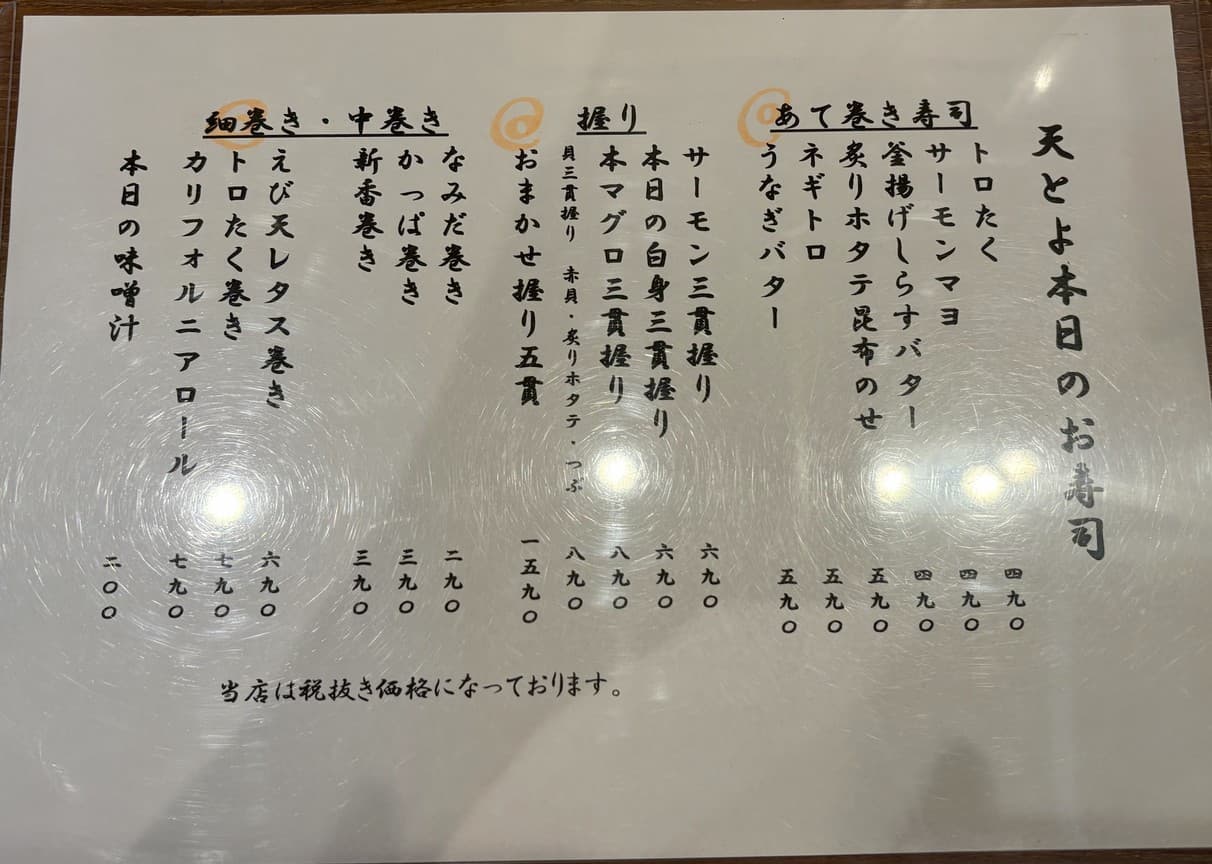 天とよ本日のお寿司
あて巻き寿司
トロたく 四九〇
サーモンマヨ 四九〇
釜揚げしらすバター 四九〇
炙りホタテ昆布のせ 五九〇
ネギトロ 五九〇
うなぎバター 五九〇
握り
サーモン三貫握り 六九〇
本日の白身三貫握り 六九〇
本マグロ三貫握り 八九〇
貝三貫握り 赤貝・炙りホタテ・つぶ 八九〇
おまかせ握り五貫 一五九〇
細巻き・中巻き
なみだ巻き 二九〇
かっぱ巻き 三九〇
新香巻き 三九〇
えび天レタス巻き 六九〇
トロたく巻き 七九〇
カリフォルニアロール 七九〇
本日の味噌汁 二〇〇
当店は税抜き価格になっております。